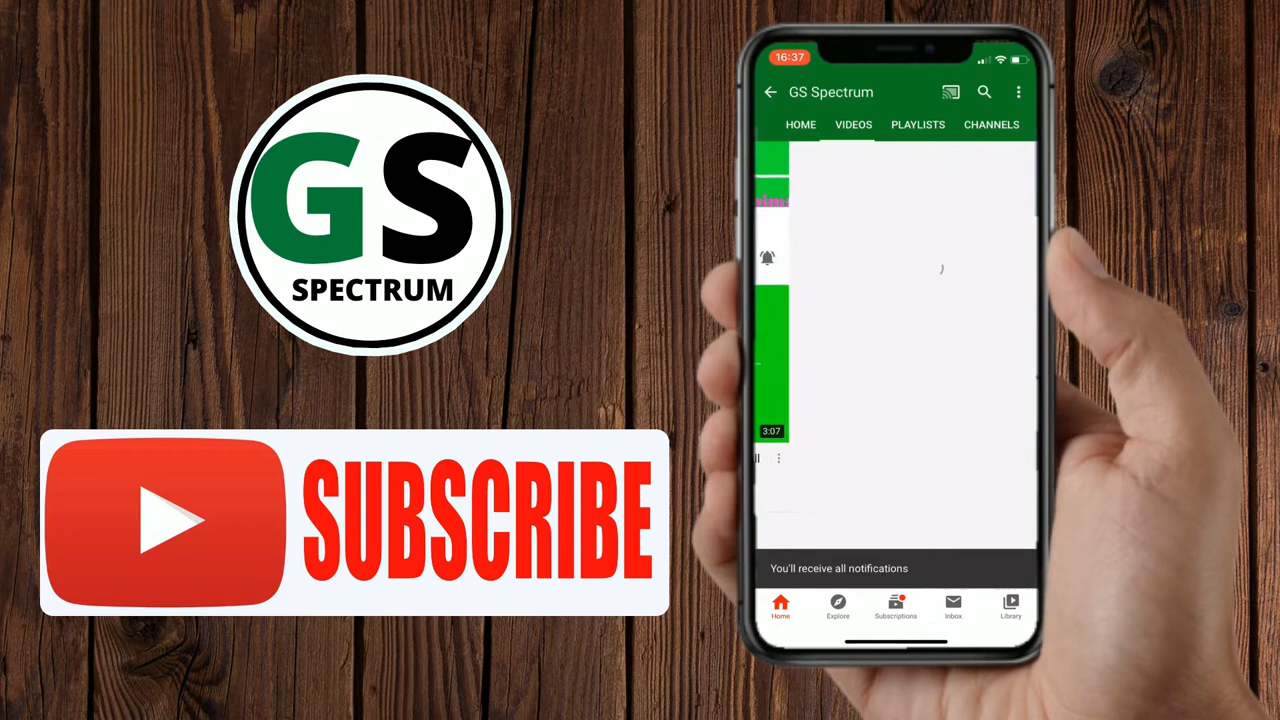 GS
SPECTRUM
SUBSCRIBE
16:37
GS Spectrum
HOME VIDEOS PLAYLISTS CHANNELS
3:07
You'll receive all notifications
Home Explore Subscriptions Inbox Library